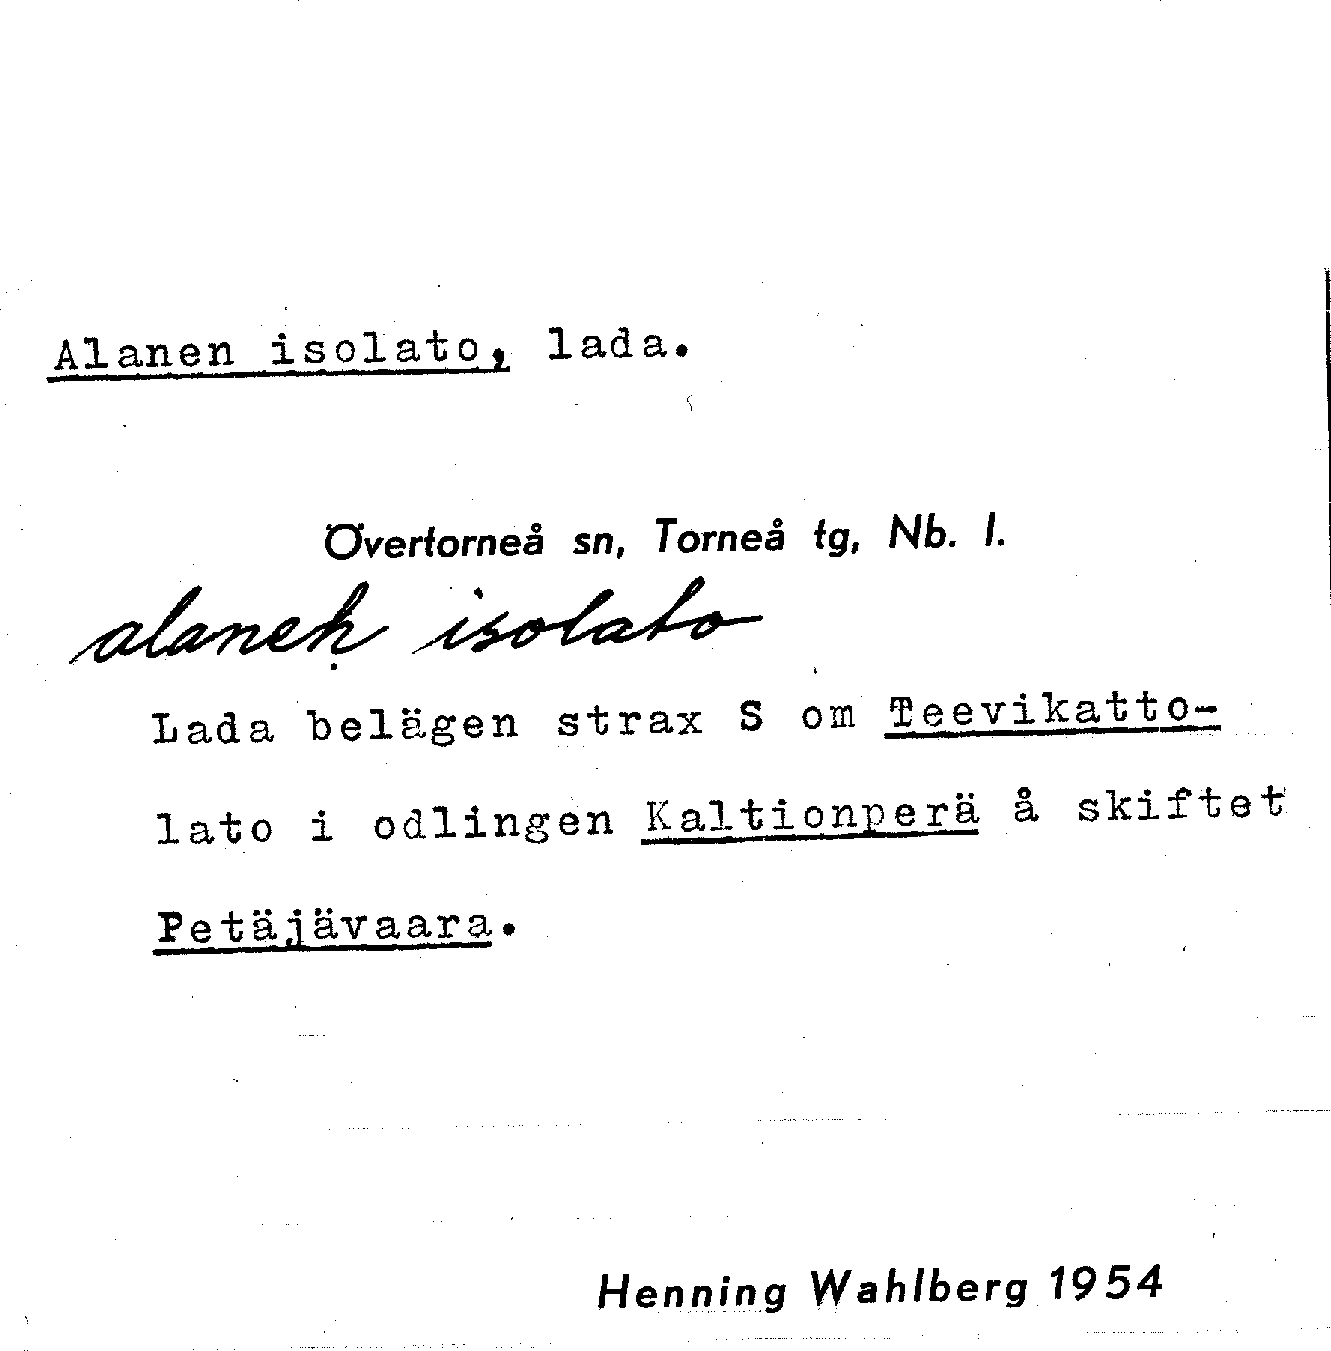 Alanen isolato, lada.
Övertorneå sn, Torneå tg, Nb. l.
alaneḥ isolato
Lada belägen strax S om Teevikatto-
lato i odlingen Kaltionperä å skiftet
Petäjävaara.
Henning Wahlberg 1954